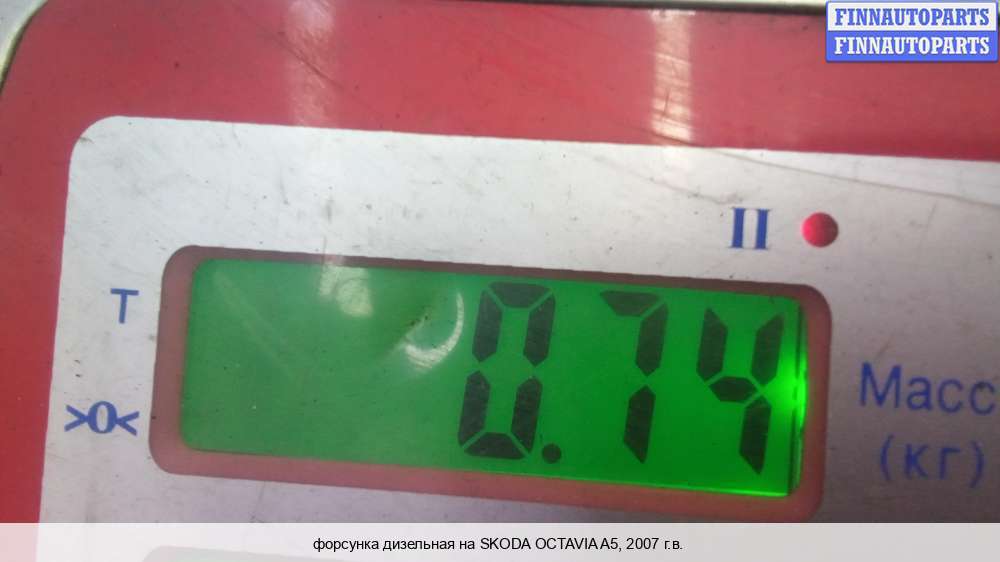 FINNAUTOPARTS
FINNAUTOPARTS
II
T
0.74
>0<
Масс
(кг)
форсунка дизельная на SKODA OCTAVIA A5, 2007 г.в.